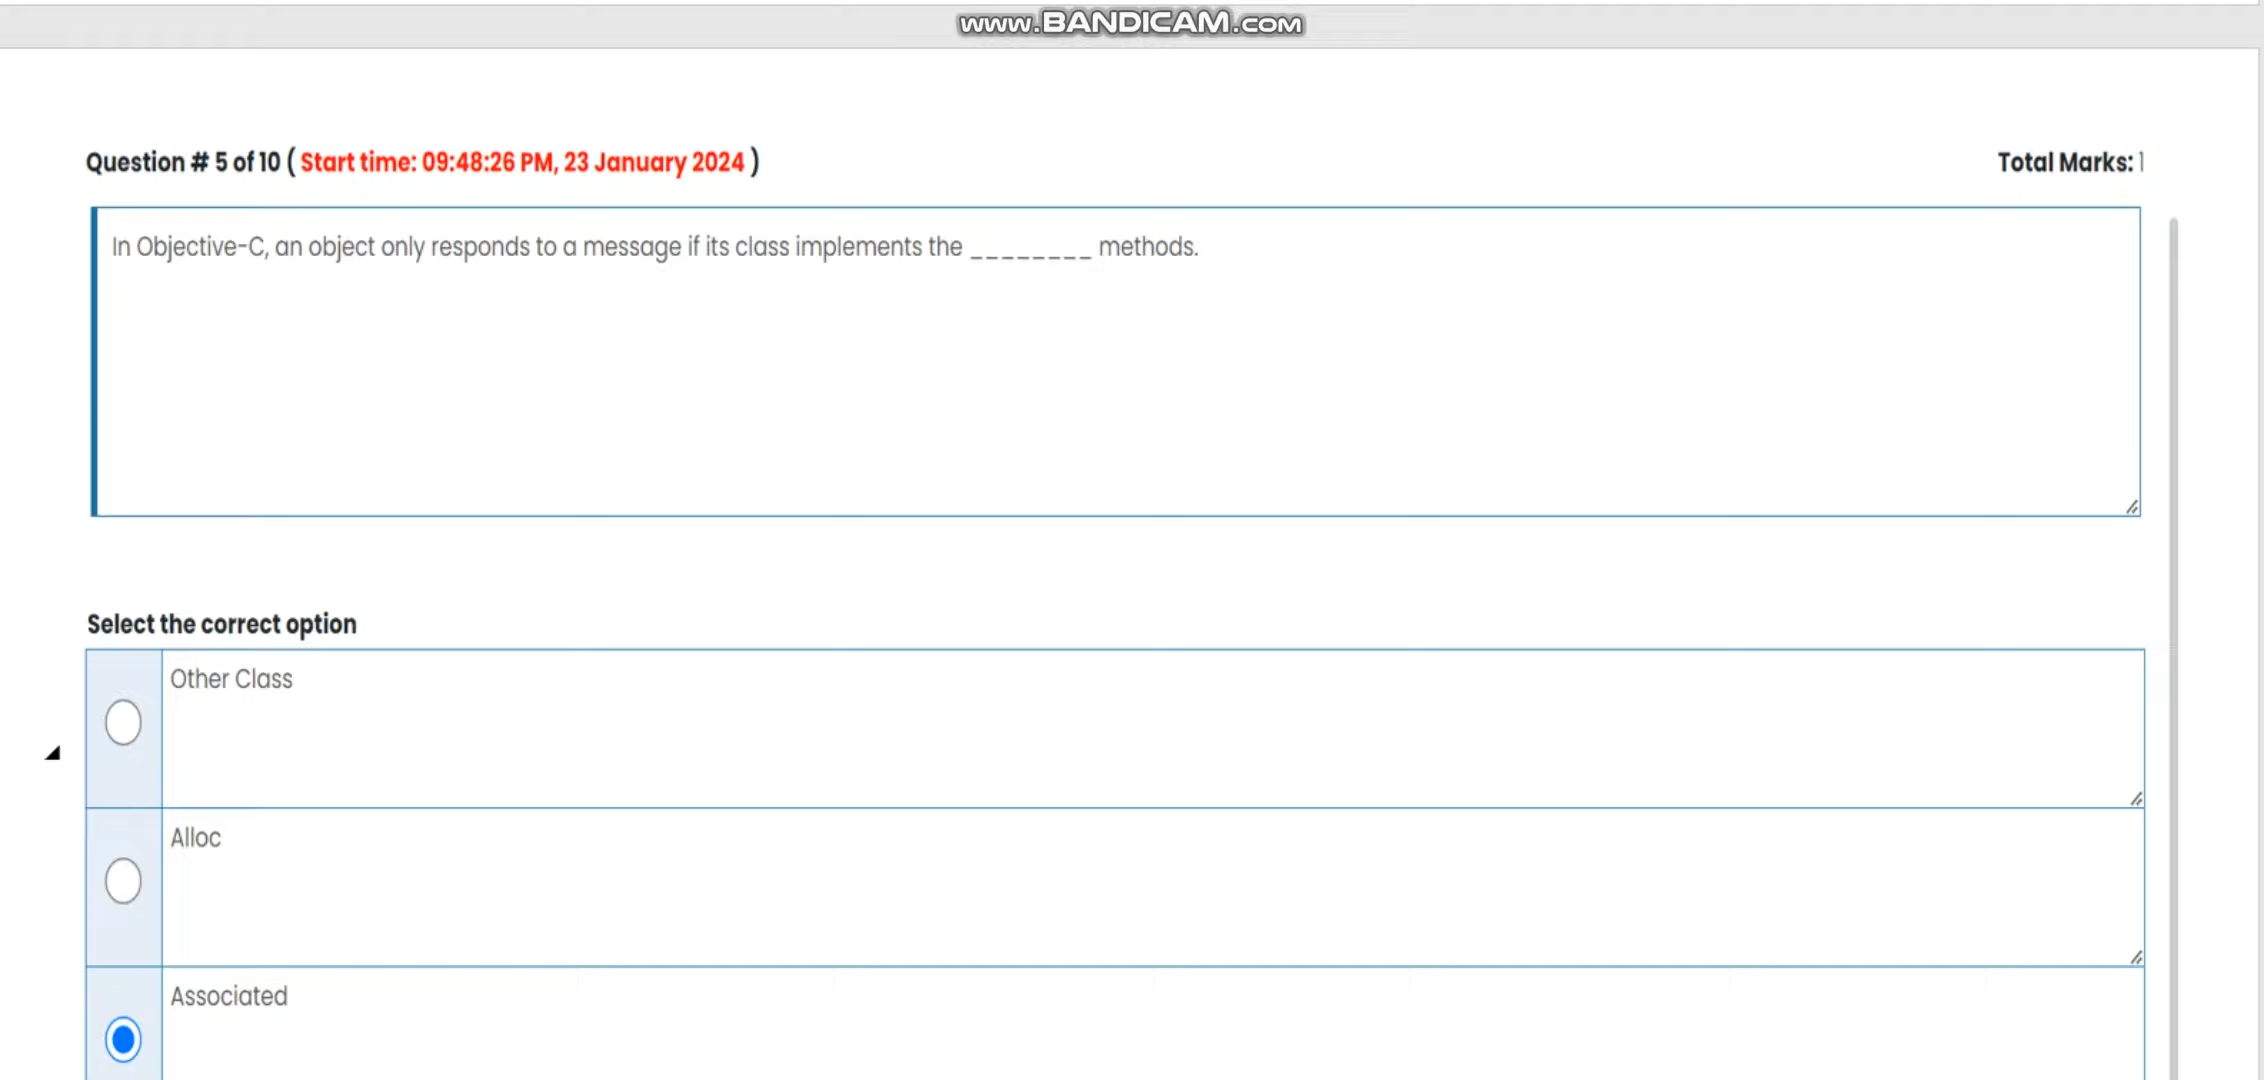 www.BANDICAM.com
Question # 5 of 10 ( Start time: 09:48:26 PM, 23 January 2024 )
Total Marks: 1
In Objective-C, an object only responds to a message if its class implements the ________ methods.
Select the correct option
Other Class
Alloc
Associated